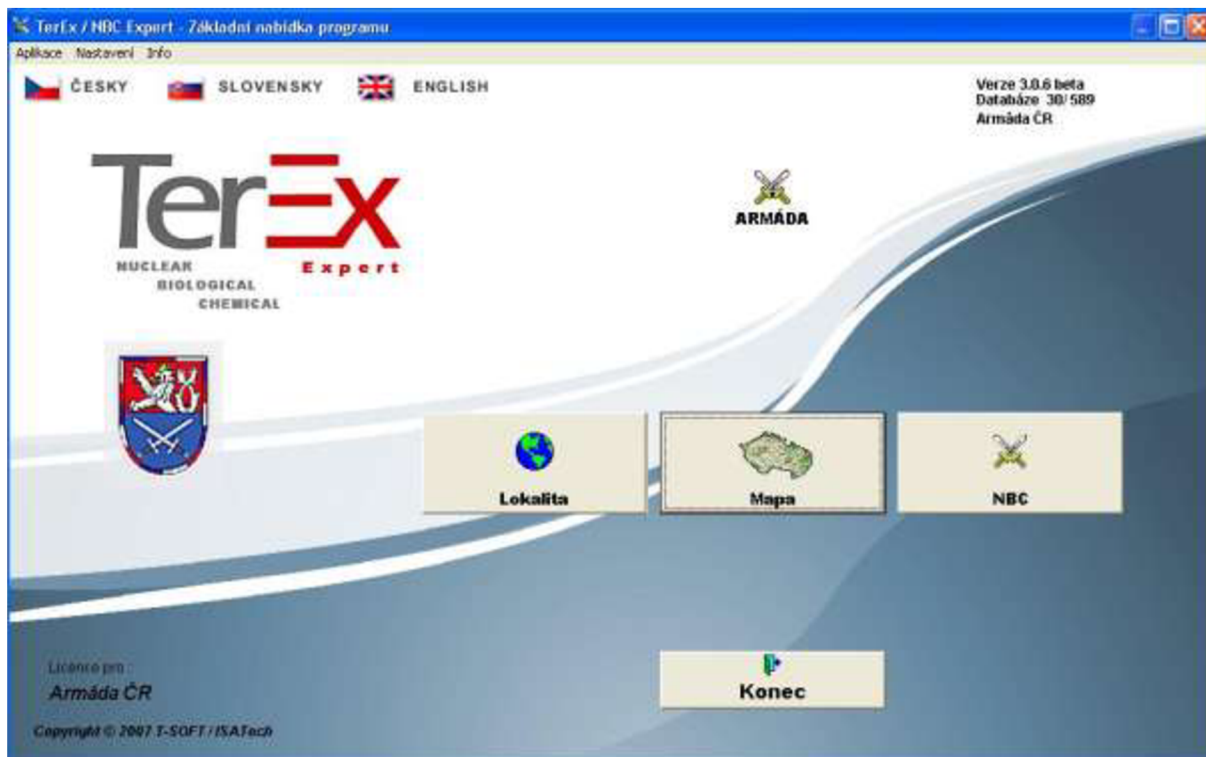 TerEx / NBC Expert - Základní nabídka programu
Aplikace Nastavení Info
ČESKY SLOVENSKY ENGLISH
Verze 3.0.6 beta
Databáze 30/589
Armáda ČR
TerEx
NUCLEAR Expert
BIOLOGICAL
CHEMICAL
ARMÁDA
Lokalita Mapa NBC
Licence pro :
Armáda ČR
Konec
Copyright © 2007 T-SOFT / ISATech